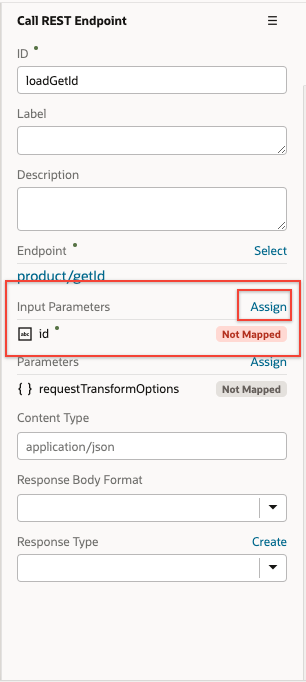 Call REST Endpoint
ID
loadGetId
Label
Description
Endpoint Select
product/getId
Input Parameters Assign
abc id Not Mapped
Parameters Assign
{ } requestTransformOptions Not Mapped
Content Type
application/json
Response Body Format
Response Type Create